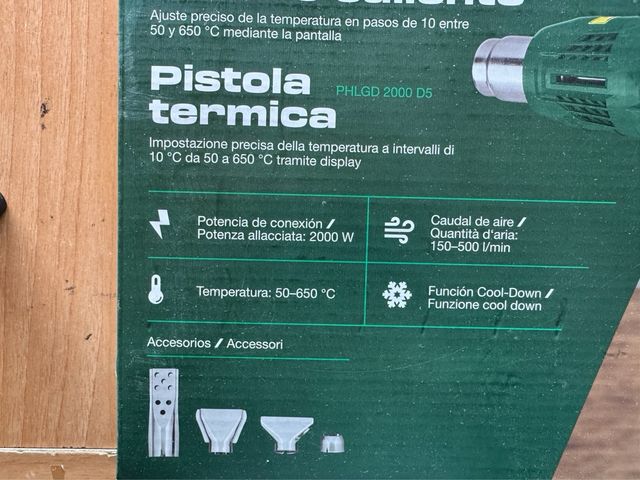 Ajuste preciso de la temperatura en pasos de 10 entre
50 y 650 °C mediante la pantalla
Pistola
termica
PHLGD 2000 D5
Impostazione precisa della temperatura a intervalli di
10 °C da 50 a 650 °C tramite display
Potencia de conexión /
Potenza allacciata: 2000 W
Caudal de aire /
Quantità d'aria:
150–500 l/min
Temperatura: 50–650 °C
Función Cool-Down /
Funzione cool down
Accesorios / Accessori